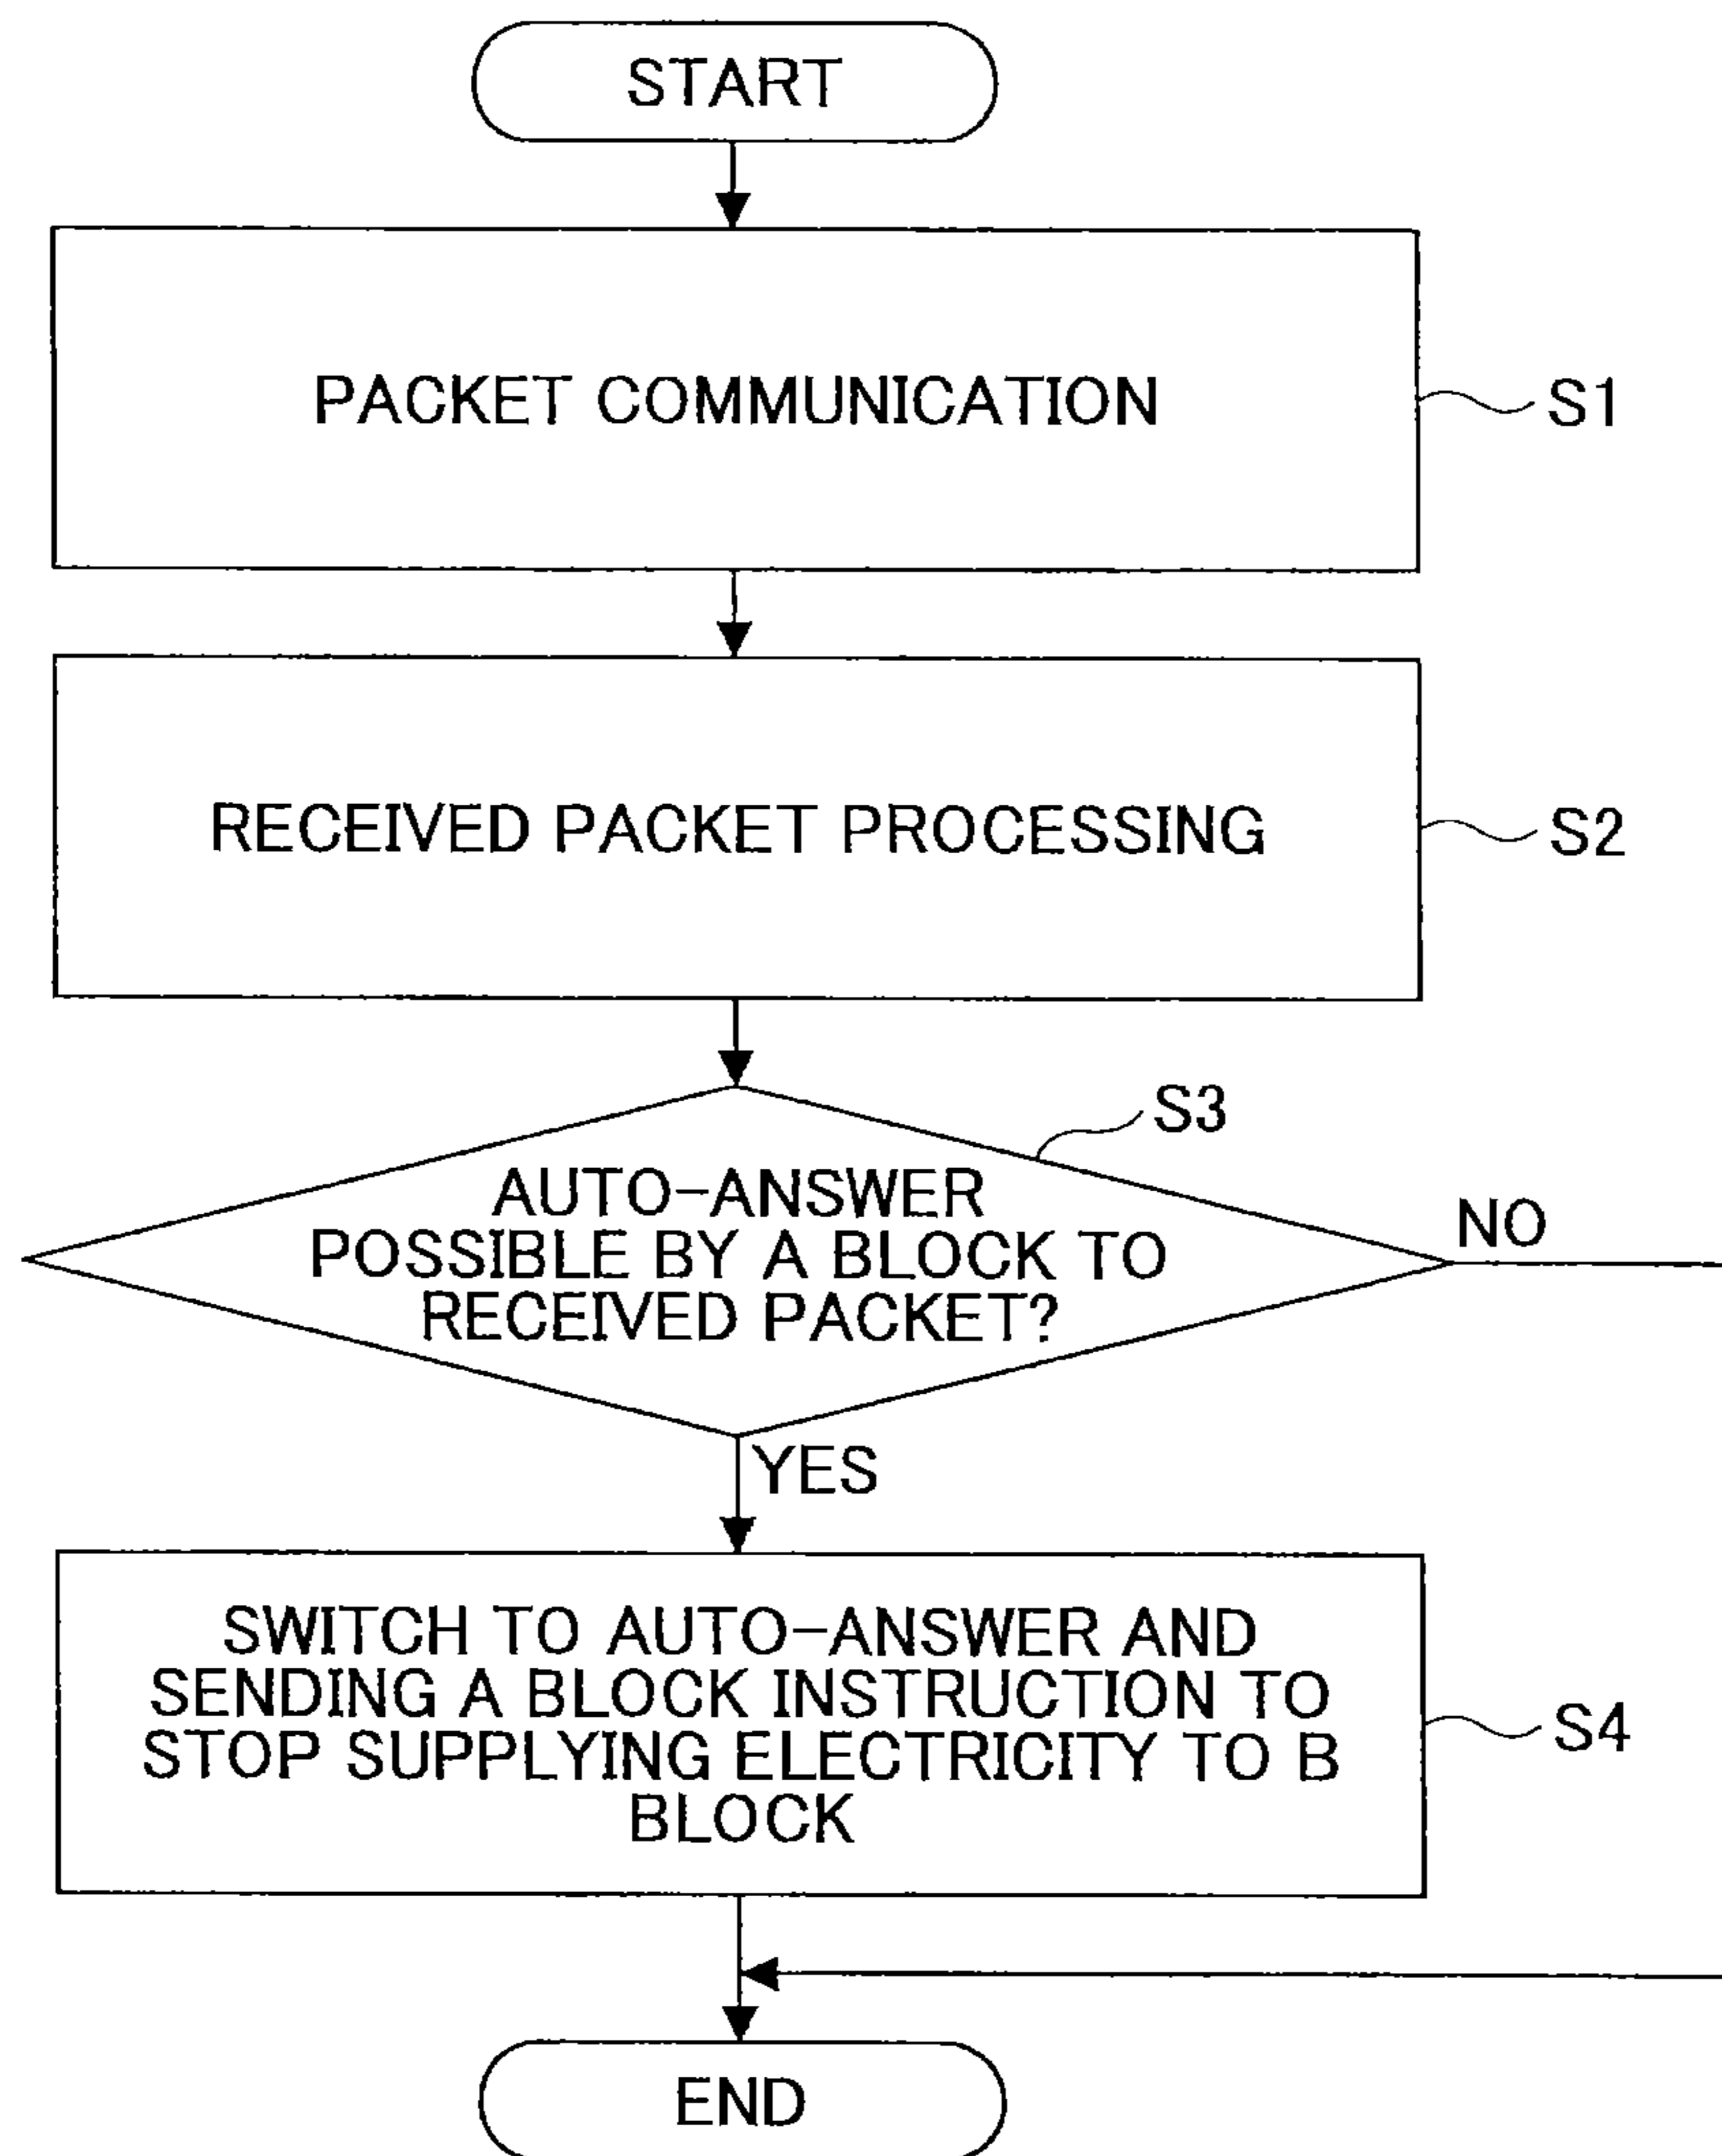 START
PACKET COMMUNICATION
S1
RECEIVED PACKET PROCESSING
S2
S3
AUTO-ANSWER
POSSIBLE BY A BLOCK TO
RECEIVED PACKET?
NO
YES
SWITCH TO AUTO-ANSWER AND
SENDING A BLOCK INSTRUCTION TO
STOP SUPPLYING ELECTRICITY TO B
BLOCK
S4
END